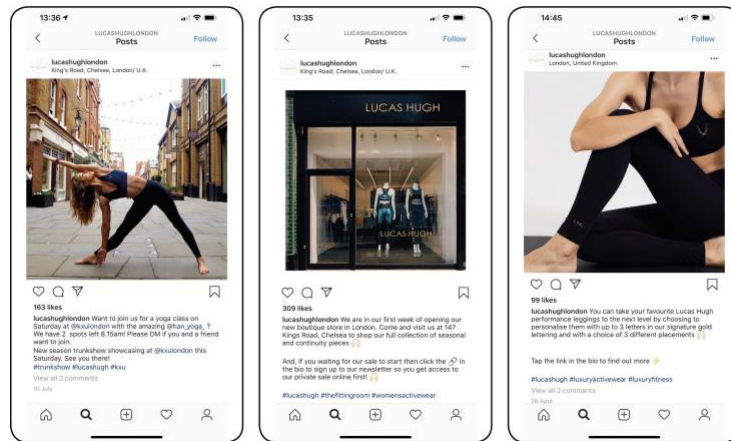 13:36
LUCASHUGHLONDON
Posts
Follow
lucashughlondon
King's Road, Chelsea, London/ U.K.
163 likes
lucashughlondon Want to join us for a yoga class on
Saturday at @kxulondon with the amazing @han_yoga_ ?
We have 2 spots left 8.15am! Please DM if you and a friend
want to join.
New season trunkshow showcasing at @kxulondon this
Saturday. See you there!
#trunkshow #lucashugh #kxu
View all 2 comments
10 July
13:35
LUCASHUGHLONDON
Posts
Follow
lucashughlondon
King's Road, Chelsea, London/ U.K.
LUCAS HUGH
LUCAS HUGH
309 likes
lucashughlondon We are in our first week of opening our
new boutique store in London. Come and visit us at 147
Kings Road, Chelsea to shop our full collection of seasonal
and continuity pieces 🙌🏻
And, if you waiting for our sale to start then click the 🔗 in
the bio to sign up to our newsletter so you get access to
our private sale online first! 🙌🏻
#lucashugh #thefittingroom #womensactivewear
14:45
LUCASHUGHLONDON
Posts
Follow
lucashughlondon
London, United Kingdom
99 likes
lucashughlondon You can take your favourite Lucas Hugh
performance leggings to the next level by choosing to
personalise them with up to 3 letters in our signature gold
lettering and with a choice of 3 different placements 🙌🏻
Tap the link in the bio to find out more ⚡
#lucashugh #luxuryactivewear #luxuryfitness
View all 2 comments
28 April